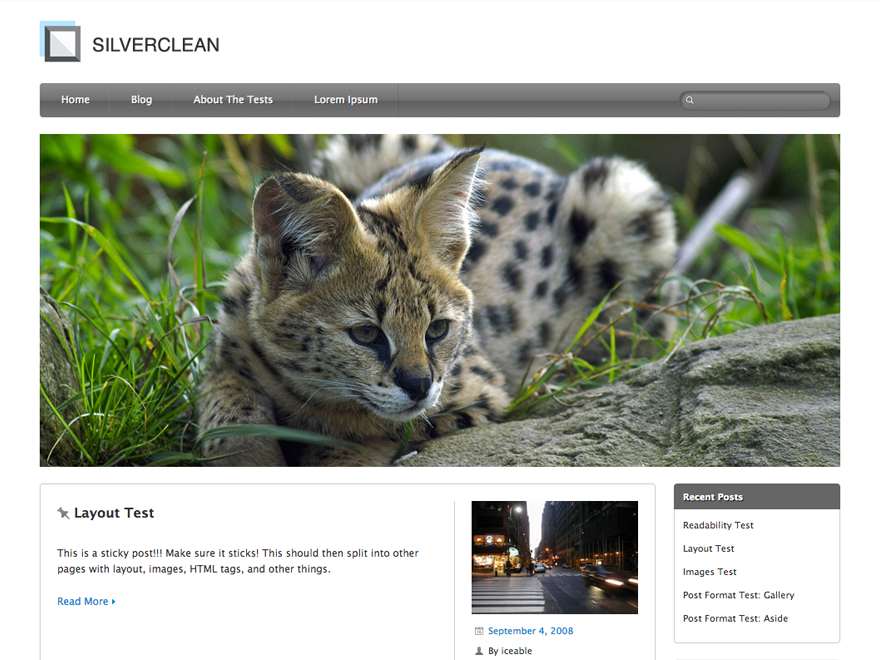 SILVERCLEAN
Home Blog About The Tests Lorem Ipsum
Layout Test
This is a sticky post!!! Make sure it sticks! This should then split into other
pages with layout, images, HTML tags, and other things.
Read More
September 4, 2008
By iceable
Recent Posts
Readability Test
Layout Test
Images Test
Post Format Test: Gallery
Post Format Test: Aside